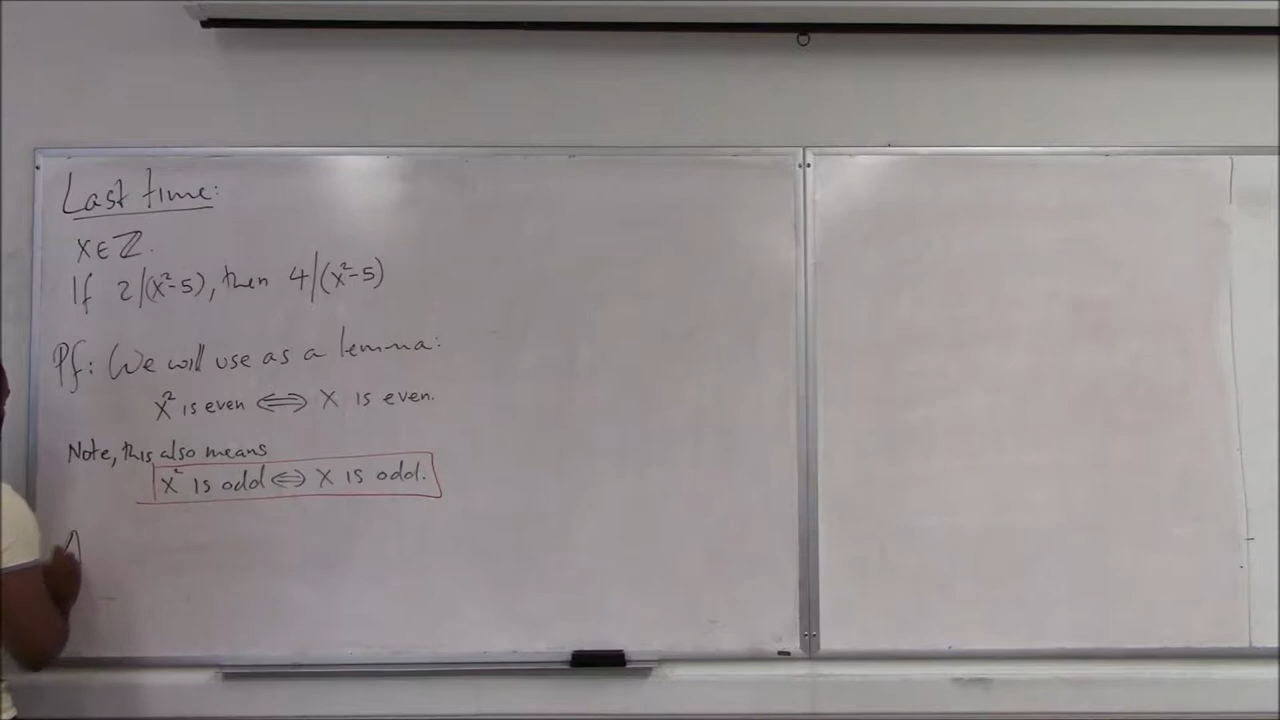 Last time:
x∈ℤ.
If 2|(x²-5), then 4|(x²-5)
Pf: We will use as a lemma:
x² is even ⟺ x is even.
Note, this also means
x² is odd ⟺ x is odd.